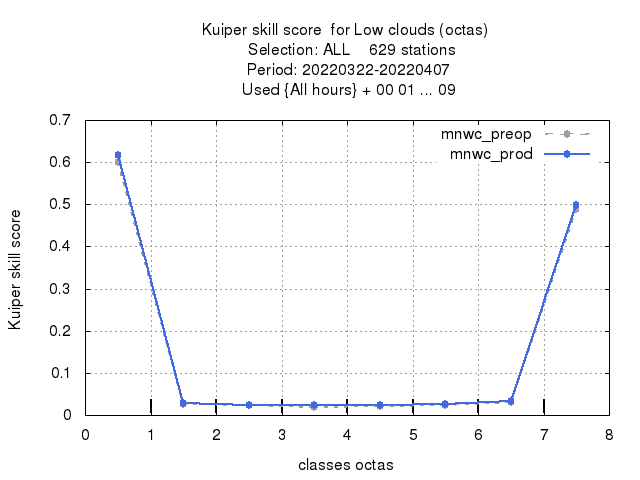 Kuiper skill score  for Low clouds (octas)
Selection: ALL    629 stations
Period: 20220322-20220407
Used {All hours} + 00 01 ... 09
mnwc_preop
mnwc_prod
Kuiper skill score
0.7
0.6
0.5
0.4
0.3
0.2
0.1
0
0 1 2 3 4 5 6 7 8
classes octas